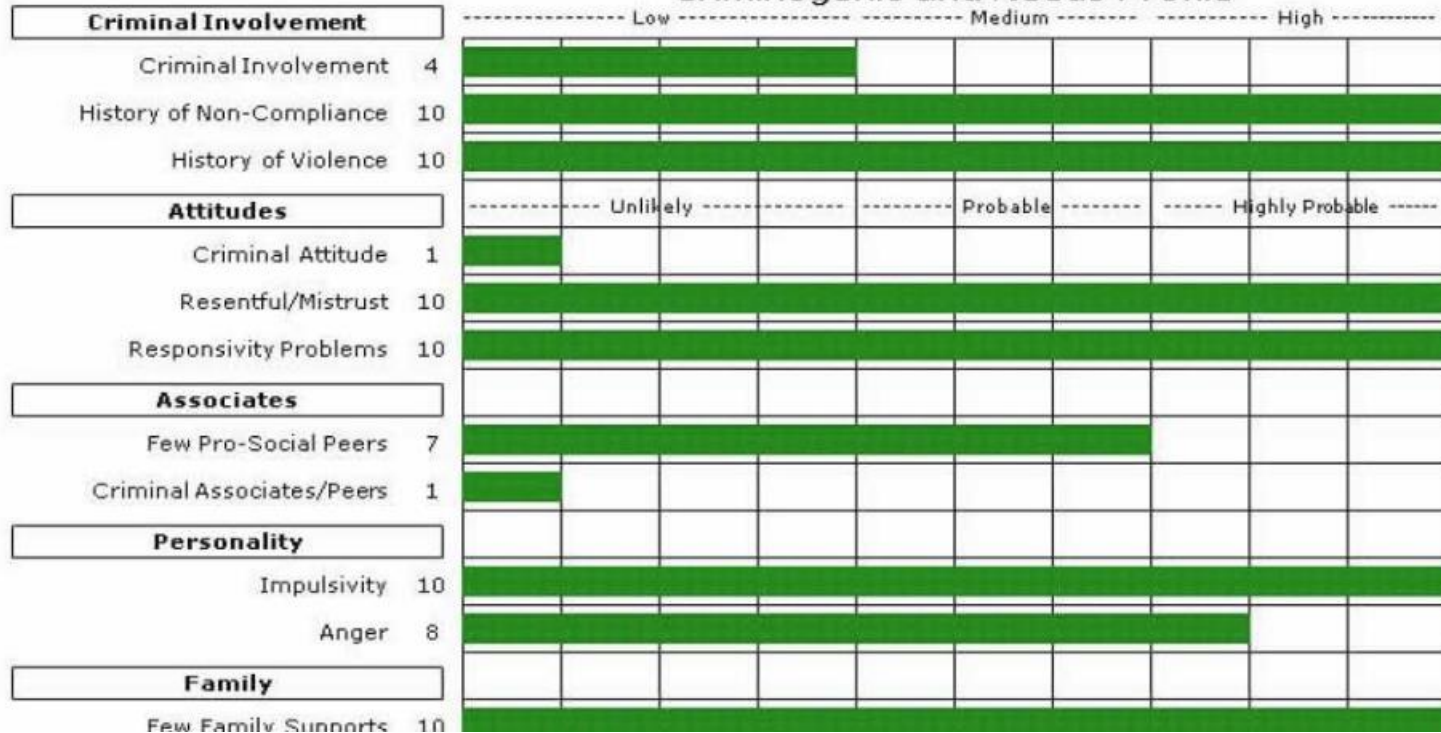 Criminal Involvement ---------------- Low ---------------- --------- Medium -------- ---------- High ----------
Criminal Involvement 4
History of Non-Compliance 10
History of Violence 10
Attitudes ------------ Unlikely ------------- -------- Probable ------- ------ Highly Probable -----
Criminal Attitude 1
Resentful/Mistrust 10
Responsivity Problems 10
Associates
Few Pro-Social Peers 7
Criminal Associates/Peers 1
Personality
Impulsivity 10
Anger 8
Family
Few Family Supports 10